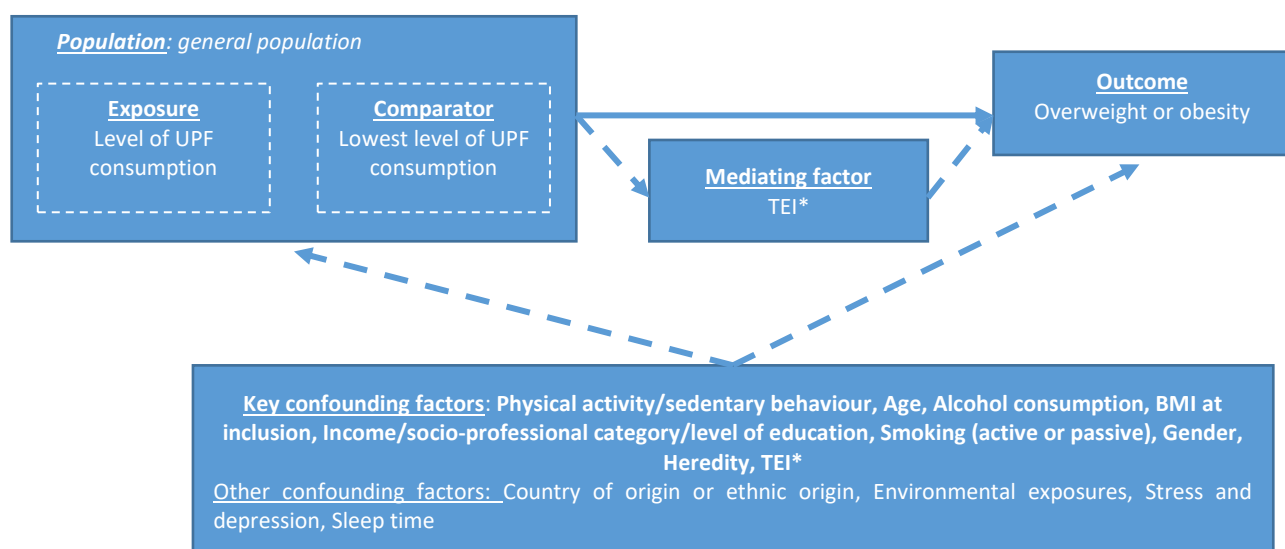 Population: general population
Exposure
Level of UPF
consumption
Comparator
Lowest level of UPF
consumption
Mediating factor
TEI*
Outcome
Overweight or obesity
Key confounding factors: Physical activity/sedentary behaviour, Age, Alcohol consumption, BMI at
inclusion, Income/socio-professional category/level of education, Smoking (active or passive), Gender,
Heredity, TEI*
Other confounding factors: Country of origin or ethnic origin, Environmental exposures, Stress and
depression, Sleep time